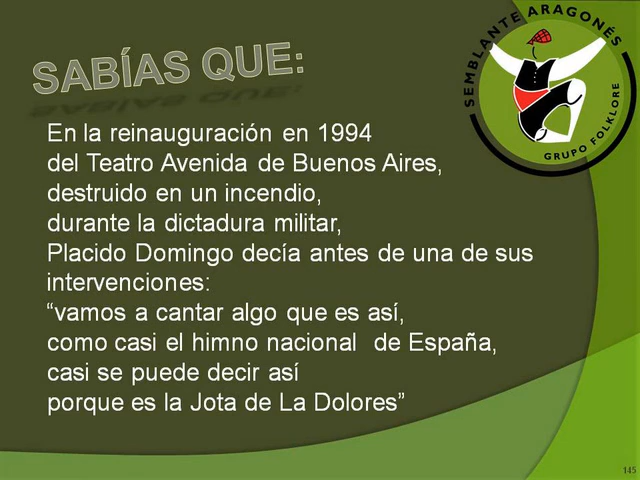 SABÍAS QUE:
SEMBLANTE ARAGONÉS
GRUPO FOLKLORE
En la reinauguración en 1994
del Teatro Avenida de Buenos Aires,
destruido en un incendio,
durante la dictadura militar,
Placido Domingo decía antes de una de sus
intervenciones:
“vamos a cantar algo que es así,
como casi el himno nacional de España,
casi se puede decir así
porque es la Jota de La Dolores”
145